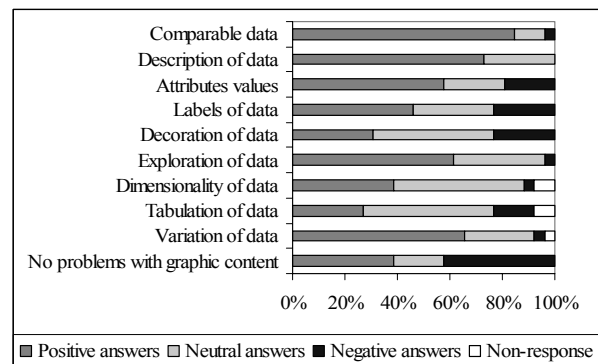 Comparable data
Description of data
Attributes values
Labels of data
Decoration of data
Exploration of data
Dimensionality of data
Tabulation of data
Variation of data
No problems with graphic content
0% 20% 40% 60% 80% 100%
Positive answers Neutral answers Negative answers Non-response